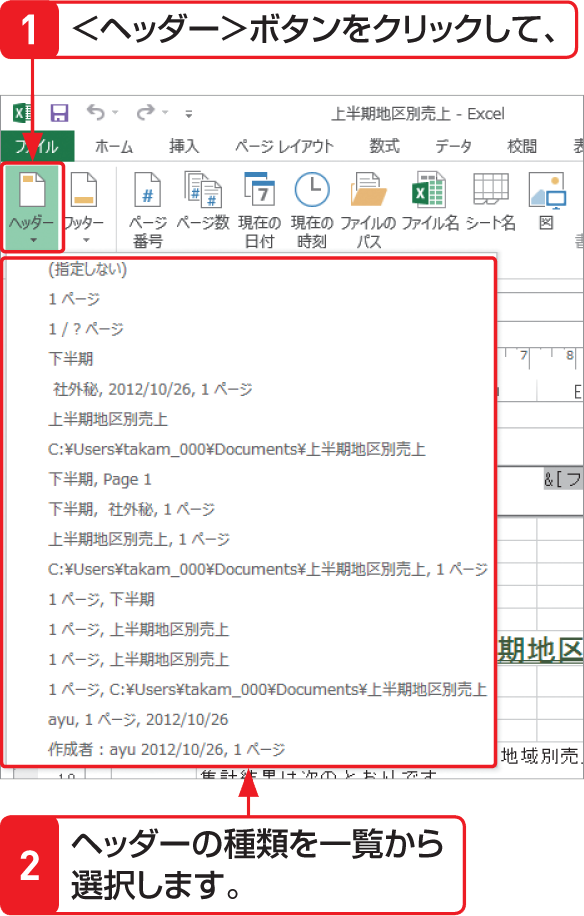 1 <ヘッダー>ボタンをクリックして、
上半期地区別売上 - Excel
ファイル ホーム 挿入 ページ レイアウト 数式 データ 校閲
ヘッダー フッター ページ番号 ページ数 現在の日付 現在の時刻 ファイルのパス ファイル名 シート名 図
(指定しない)
1 ページ
1 / ? ページ
下半期
社外秘, 2012/10/26, 1 ページ
上半期地区別売上
C:¥Users¥takam_000¥Documents¥上半期地区別売上
下半期, Page 1
下半期, 社外秘, 1 ページ
上半期地区別売上, 1 ページ
C:¥Users¥takam_000¥Documents¥上半期地区別売上, 1 ページ
1 ページ, 下半期
1 ページ, 上半期地区別売上
1 ページ, 上半期地区別売上
1 ページ, C:¥Users¥takam_000¥Documents¥上半期地区別売上
ayu, 1 ページ, 2012/10/26
作成者 : ayu 2012/10/26, 1 ページ
7 8
E
&[フ
期地区
地域別売
集計結果は次のとおりです
2 ヘッダーの種類を一覧から
選択します。